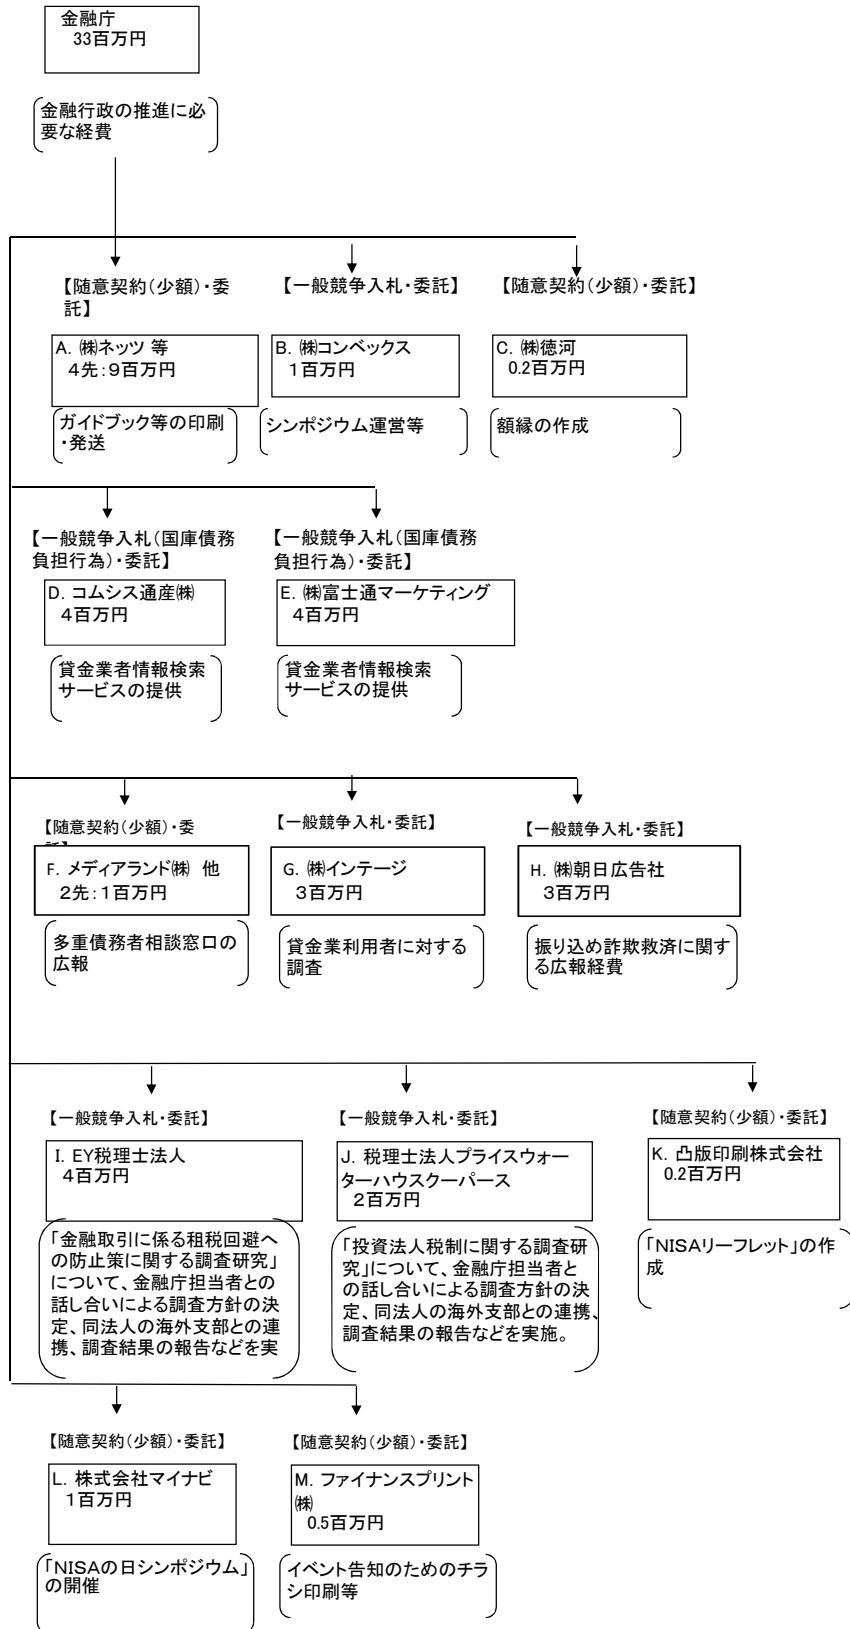 金融庁
33百万円
金融行政の推進に必
要な経費
【随意契約(少額)・委
託】
【一般競争入札・委託】
【随意契約(少額)・委託】
A. ㈱ネッツ 等
４先：９百万円
B. ㈱コンベックス
１百万円
C. ㈱徳河
0.2百万円
ガイドブック等の印刷
・発送
シンポジウム運営等
額縁の作成
【一般競争入札(国庫債務
負担行為)・委託】
【一般競争入札(国庫債務
負担行為)・委託】
D. コムシス通産㈱
４百万円
E. ㈱富士通マーケティング
４百万円
貸金業者情報検索
サービスの提供
貸金業者情報検索
サービスの提供
【随意契約(少額)・委
【一般競争入札・委託】
【一般競争入札・委託】
F. メディアランド㈱ 他
２先：１百万円
G. ㈱インテージ
３百万円
H. ㈱朝日広告社
３百万円
多重債務者相談窓口の
広報
貸金業利用者に対する
調査
振り込め詐欺救済に関す
る広報経費
【一般競争入札・委託】
【一般競争入札・委託】
【随意契約(少額)・委託】
I. EY税理士法人
４百万円
J. 税理士法人プライスウォー
ターハウスクーパース
２百万円
K. 凸版印刷株式会社
0.2百万円
「金融取引に係る租税回避へ
の防止策に関する調査研究」
について、金融庁担当者との
話し合いによる調査方針の決
定、同法人の海外支部との連
携、調査結果の報告などを実
「投資法人税制に関する調査研
究」について、金融庁担当者と
の話し合いによる調査方針の決
定、同法人の海外支部との連携、
調査結果の報告などを実施。
「NISAリーフレット」の作
成
【随意契約(少額)・委託】
【随意契約(少額)・委託】
L. 株式会社マイナビ
１百万円
M. ファイナンスプリント
㈱
0.5百万円
「NISAの日シンポジウム」
の開催
イベント告知のためのチラ
シ印刷等